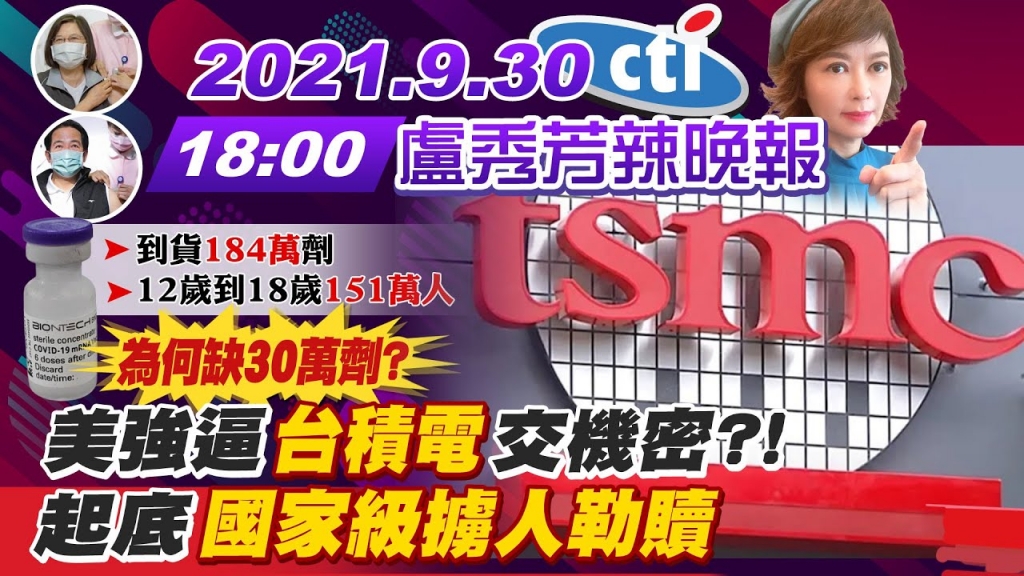 2021.9.30
cti
18:00 盧秀芳辣晚報
tsmc
➤ 到貨184萬劑
➤ 12歲到18歲151萬人
BIONTECH
sterile concentrate
COVID-19 mRNA
6 doses after
Discard
date/time:
為何缺30萬劑?
美強逼台積電交機密?!
起底國家級擄人勒贖